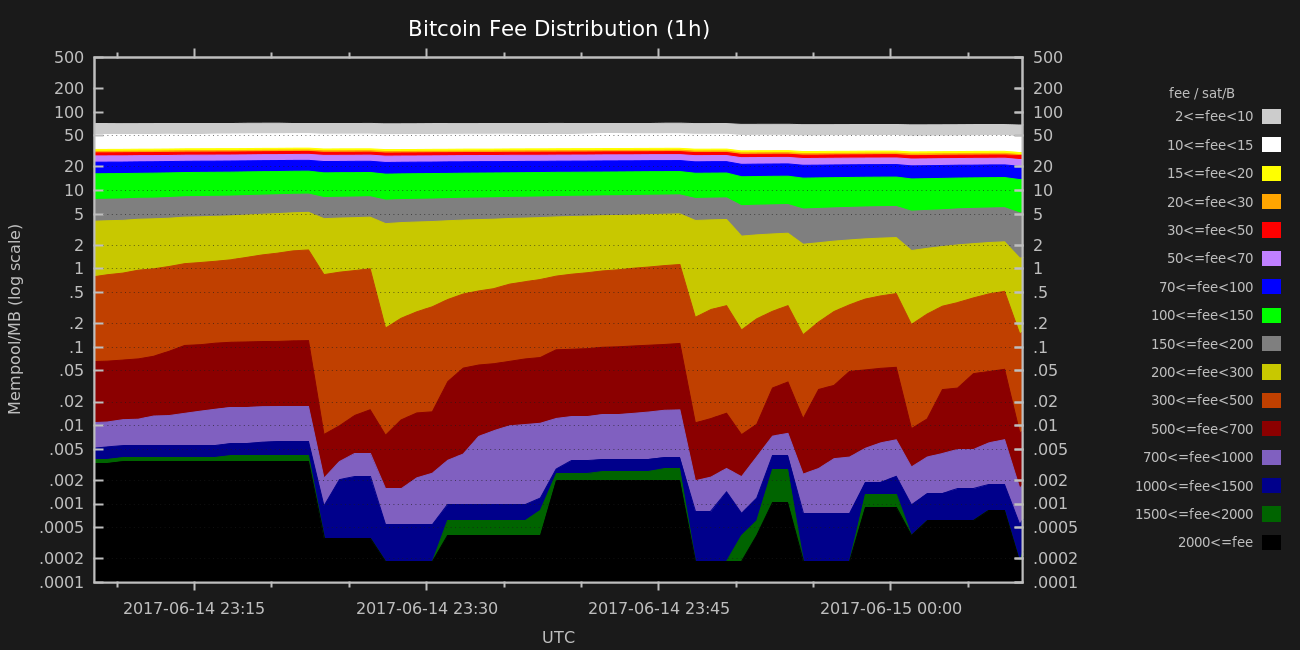 Bitcoin Fee Distribution (1h)
500 500
200 200
100 100
50 50
20 20
10 10
5 5
2 2
1 1
.5 .5
.2 .2
.1 .1
.05 .05
.02 .02
.01 .01
.005 .005
.002 .002
.001 .001
.0005 .0005
.0002 .0002
.0001 .0001
Mempool/MB (log scale)
2017-06-14 23:15 2017-06-14 23:30 2017-06-14 23:45 2017-06-15 00:00
UTC
fee / sat/B
2<=fee<10
10<=fee<15
15<=fee<20
20<=fee<30
30<=fee<50
50<=fee<70
70<=fee<100
100<=fee<150
150<=fee<200
200<=fee<300
300<=fee<500
500<=fee<700
700<=fee<1000
1000<=fee<1500
1500<=fee<2000
2000<=fee